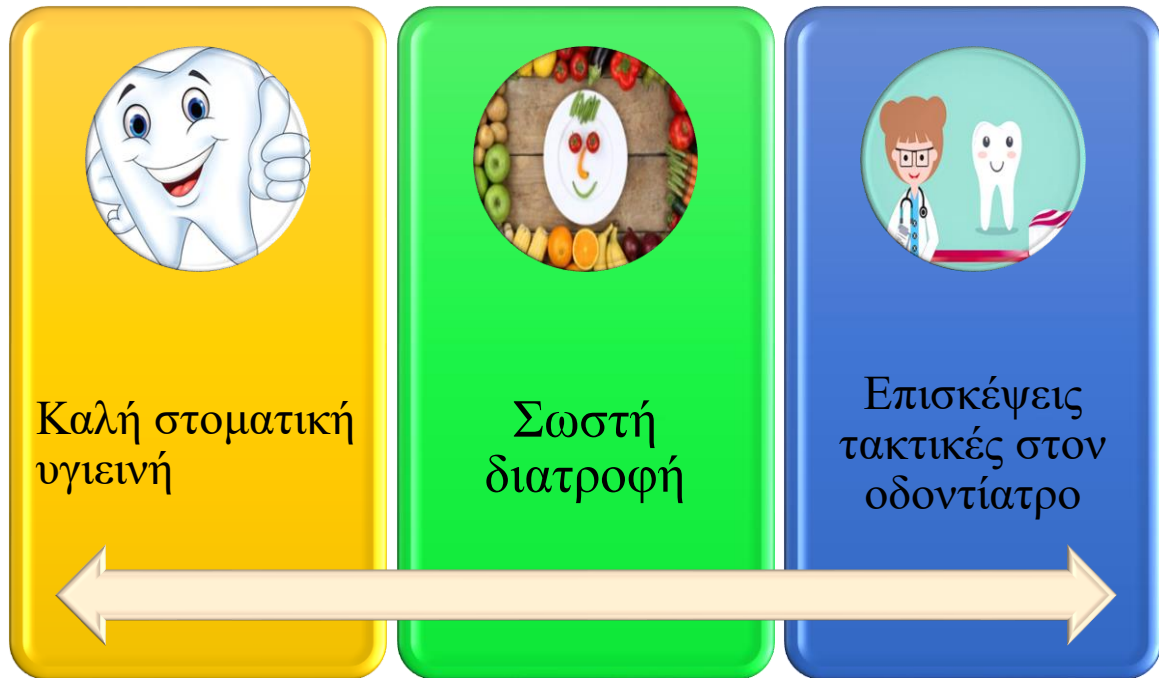 Καλή στοματική
υγιεινή
Σωστή
διατροφή
Επισκέψεις
τακτικές στον
οδοντίατρο